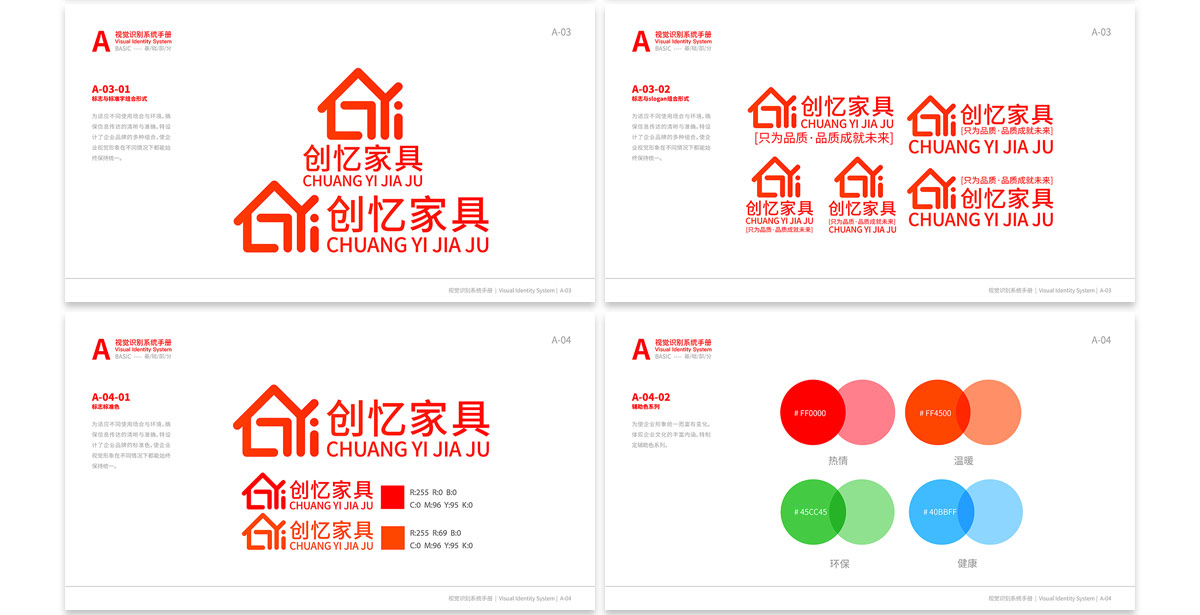 A
视觉识别系统手册
Visual Identity System
BASIC — 基/础/部/分
A-03
A-03-01
标志与标准字组合形式
为适应不同使用场合与环境,确
保信息传达的清晰与准确,特设
计了企业品牌的多种组合,使企
业视觉形象在不同情况下都能始
终保持统一。
创忆家具
CHUANG YI JIA JU
创忆家具
CHUANG YI JIA JU
视觉识别系统手册 | Visual Identity System | A-03
A
视觉识别系统手册
Visual Identity System
BASIC — 基/础/部/分
A-03
A-03-02
标志与slogan组合形式
为适应不同使用场合与环境,确
保信息传达的清晰与准确,特设
计了企业品牌的多种组合,使企
业视觉形象在不同情况下都能始
终保持统一。
创忆家具
CHUANG YI JIA JU
[只为品质·品质成就未来]
创忆家具
[只为品质·品质成就未来]
CHUANG YI JIA JU
创忆家具
CHUANG YI JIA JU
[只为品质·品质成就未来]
创忆家具
[只为品质·品质成就未来]
CHUANG YI JIA JU
[只为品质·品质成就未来]
创忆家具
CHUANG YI JIA JU
视觉识别系统手册 | Visual Identity System | A-03
A
视觉识别系统手册
Visual Identity System
BASIC — 基/础/部/分
A-04
A-04-01
标志标准色
为适应不同使用场合与环境,确
保信息传达的清晰与准确,特设
计了企业品牌的标准色,使企业
视觉形象在不同情况下都能始终
保持统一。
创忆家具
CHUANG YI JIA JU
创忆家具
CHUANG YI JIA JU
R:255 R:0 B:0
C:0 M:96 Y:95 K:0
创忆家具
CHUANG YI JIA JU
R:255 R:69 B:0
C:0 M:96 Y:95 K:0
视觉识别系统手册 | Visual Identity System | A-04
A
视觉识别系统手册
Visual Identity System
BASIC — 基/础/部/分
A-04
A-04-02
辅助色系列
为使企业形象统一而富有变化,
体现企业文化的丰富内涵,特制
定辅助色系列。
# FF0000
热情
# FF4500
温暖
# 45CC45
环保
# 40BBFF
健康
视觉识别系统手册 | Visual Identity System | A-04